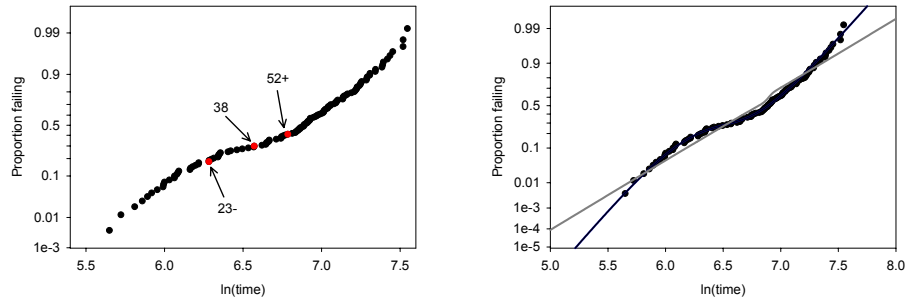 Proportion failing
0.99
0.9
0.5
0.1
0.01
1e-3
52+
38
23-
5.5 6.0 6.5 7.0 7.5
ln(time)
Proportion failing
0.99
0.9
0.5
0.1
0.01
1e-3
1e-4
1e-5
5.0 5.5 6.0 6.5 7.0 7.5 8.0
ln(time)